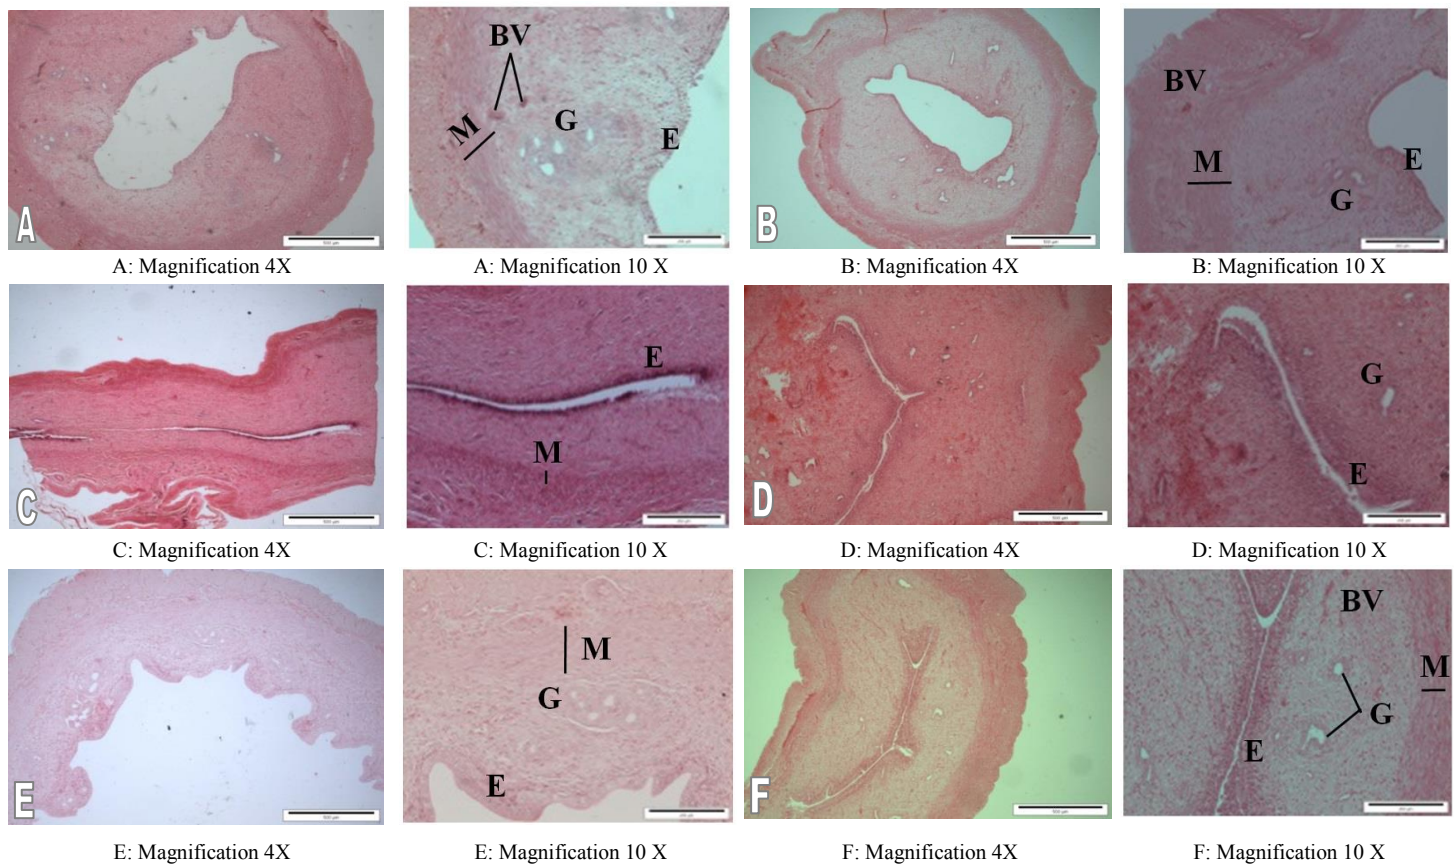 A
BV
M
G
E
B
BV
M
E
G
A: Magnification 4X
A: Magnification 10 X
B: Magnification 4X
B: Magnification 10 X
C
E
M
D
G
E
C: Magnification 4X
C: Magnification 10 X
D: Magnification 4X
D: Magnification 10 X
E
M
G
E
F
BV
M
G
E
E: Magnification 4X
E: Magnification 10 X
F: Magnification 4X
F: Magnification 10 X